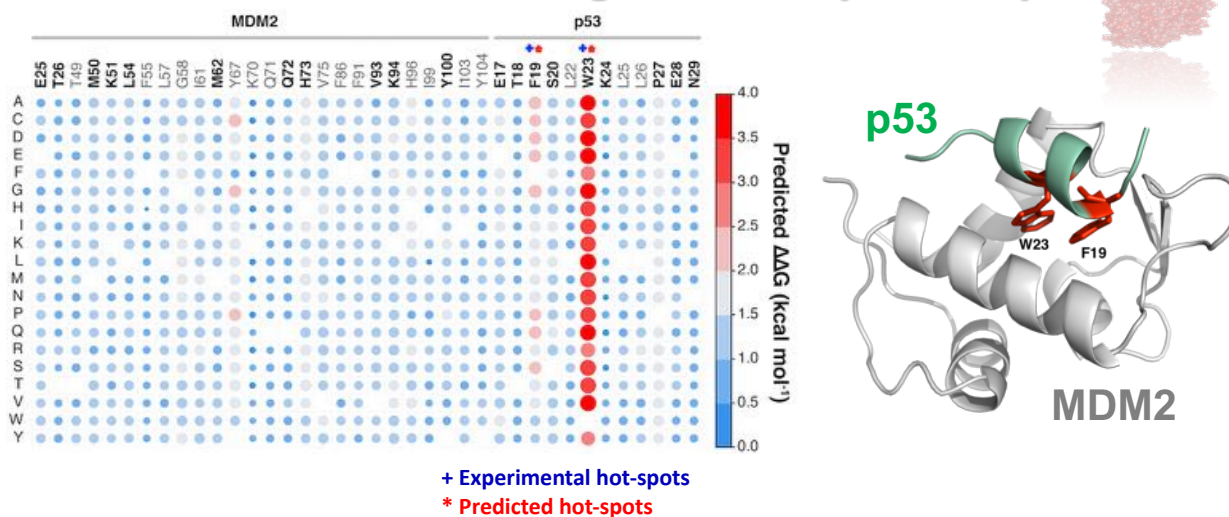 MDM2 p53
E25 T26 T49 M50 K51 L54 F55 L57 G58 I61 M62 Y67 K70 Q71 Q72 H73 V75 F86 F91 V93 K94 H96 I99 Y100 I103 Y104 E17 T18 F19 S20 L22 W23 K24 L25 L26 P27 E28 N29
+ +
* *
A
C
D
E
F
G
H
I
K
L
M
N
P
Q
R
S
T
V
W
Y
4.0
3.5
3.0
2.5
2.0
1.5
1.0
0.5
0.0
Predicted ΔΔG (kcal mol⁻¹)
p53
W23 F19
MDM2
+ Experimental hot-spots
* Predicted hot-spots